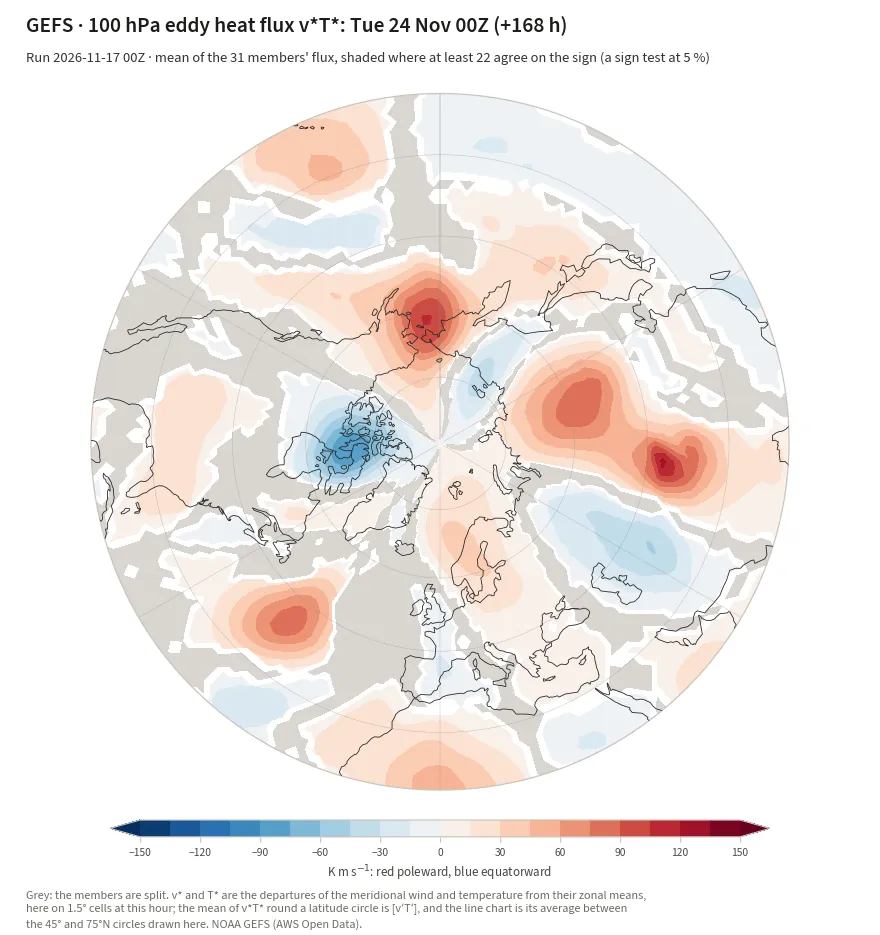 GEFS · 100 hPa eddy heat flux v*T*: Tue 24 Nov 00Z (+168 h)
Run 2026-11-17 00Z · mean of the 31 members' flux, shaded where at least 22 agree on the sign (a sign test at 5 %)
−150 −120 −90 −60 −30 0 30 60 90 120 150
K m s⁻¹: red poleward, blue equatorward
Grey: the members are split. v* and T* are the departures of the meridional wind and temperature from their zonal means,
here on 1.5° cells at this hour; the mean of v*T* round a latitude circle is [v′T′], and the line chart is its average between
the 45° and 75°N circles drawn here. NOAA GEFS (AWS Open Data).